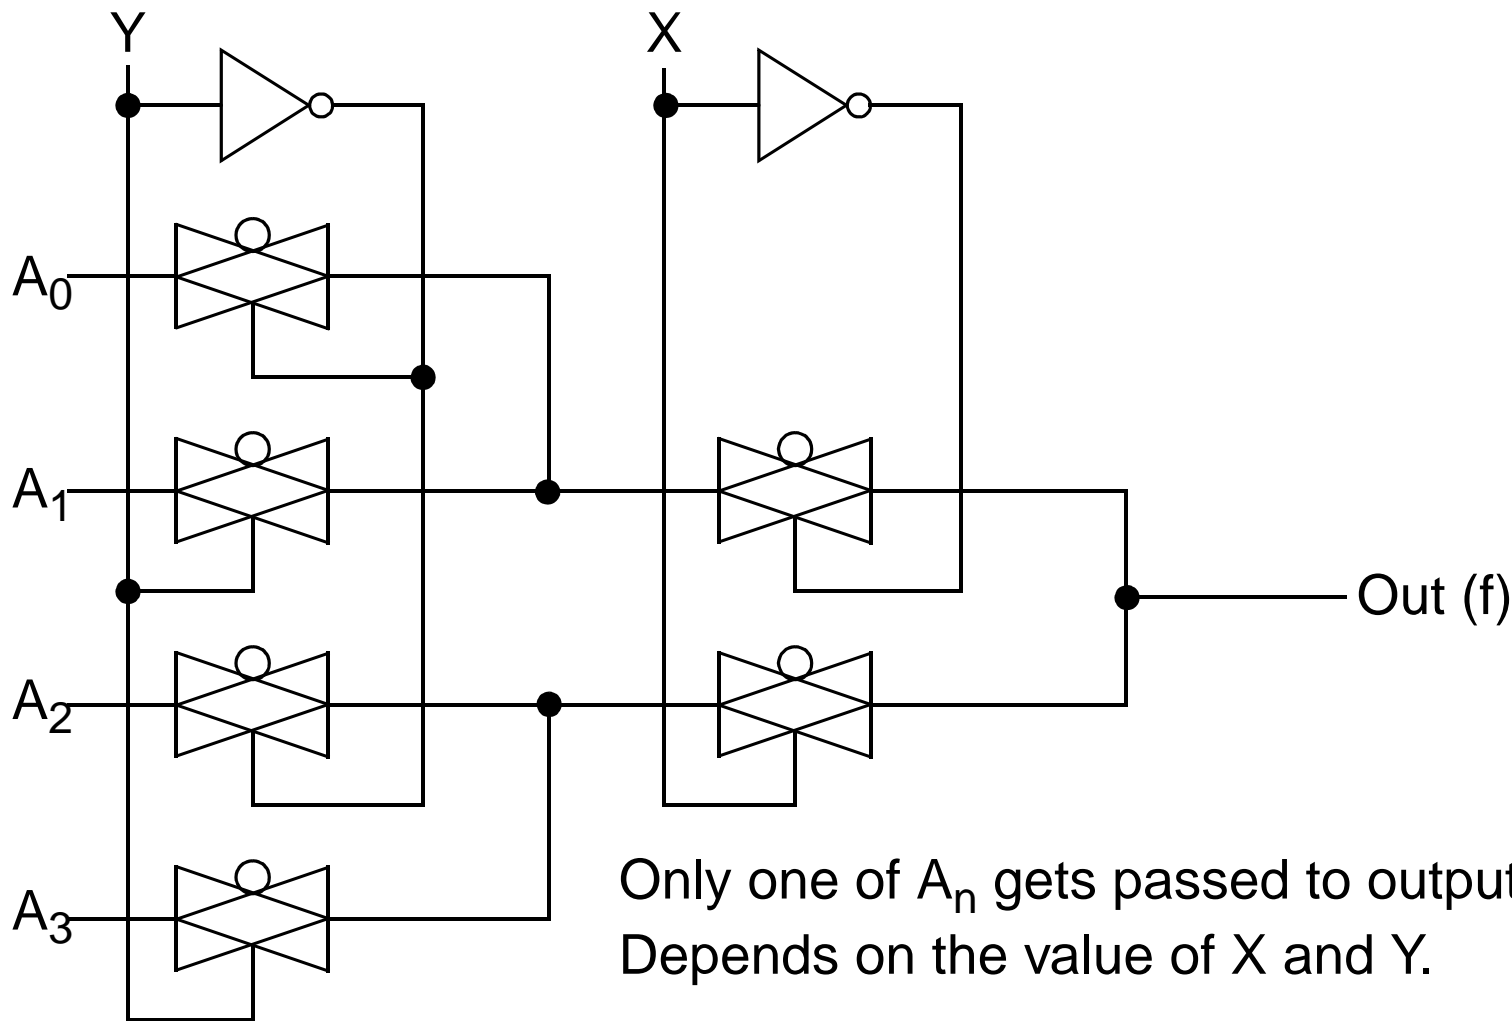 Y
X
A0
A1
Out (f)
A2
A3
Only one of An gets passed to output
Depends on the value of X and Y.